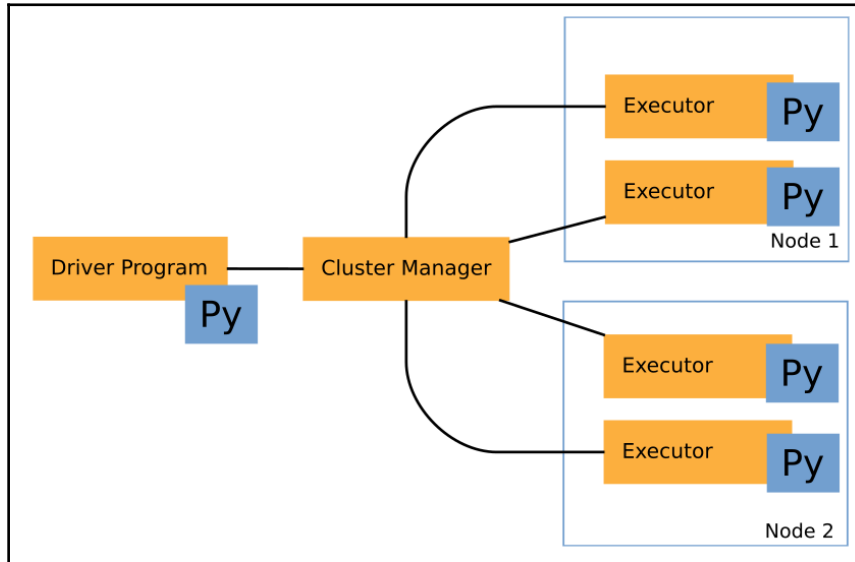 Executor
Py
Executor
Py
Node 1
Driver Program
Py
Cluster Manager
Executor
Py
Executor
Py
Node 2